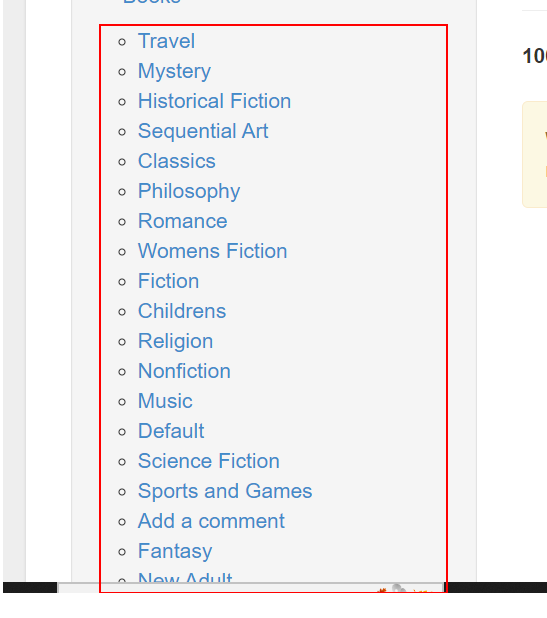 Books
Travel
Mystery
Historical Fiction
Sequential Art
Classics
Philosophy
Romance
Womens Fiction
Fiction
Childrens
Religion
Nonfiction
Music
Default
Science Fiction
Sports and Games
Add a comment
Fantasy
New Adult